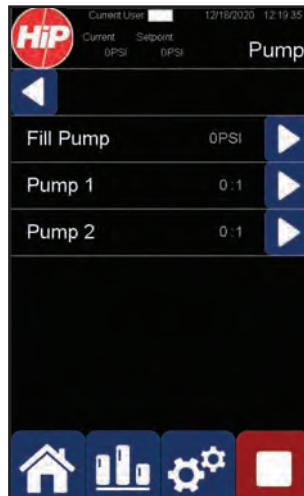 Current User 12/18/2020 12:19:35
HiP
Current Setpoint
0PSI 0PSI
Pump
Fill Pump 0PSI
Pump 1 0:1
Pump 2 0:1